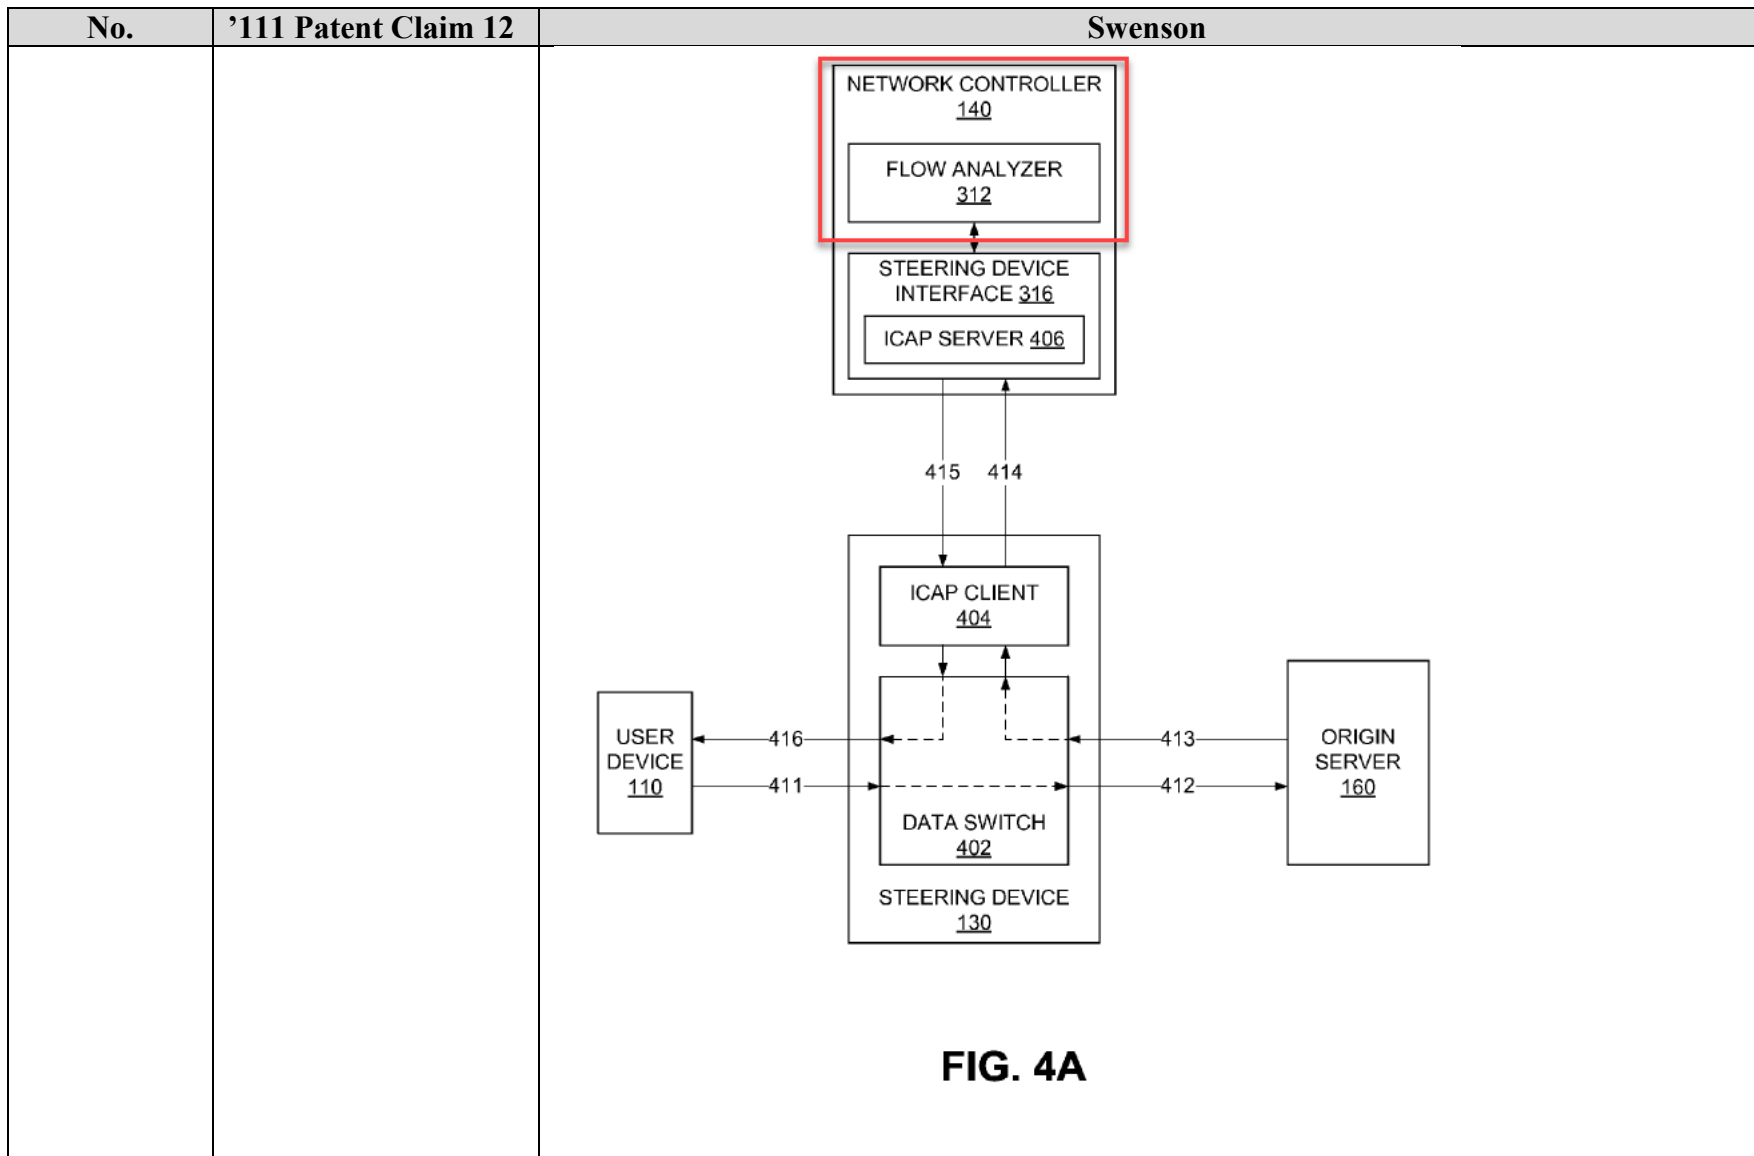 No. ’111 Patent Claim 12 Swenson
NETWORK CONTROLLER
140
FLOW ANALYZER
312
STEERING DEVICE
INTERFACE 316
ICAP SERVER 406
415 414
ICAP CLIENT
404
USER
DEVICE
110
416
411
413
412
ORIGIN
SERVER
160
DATA SWITCH
402
STEERING DEVICE
130
FIG. 4A